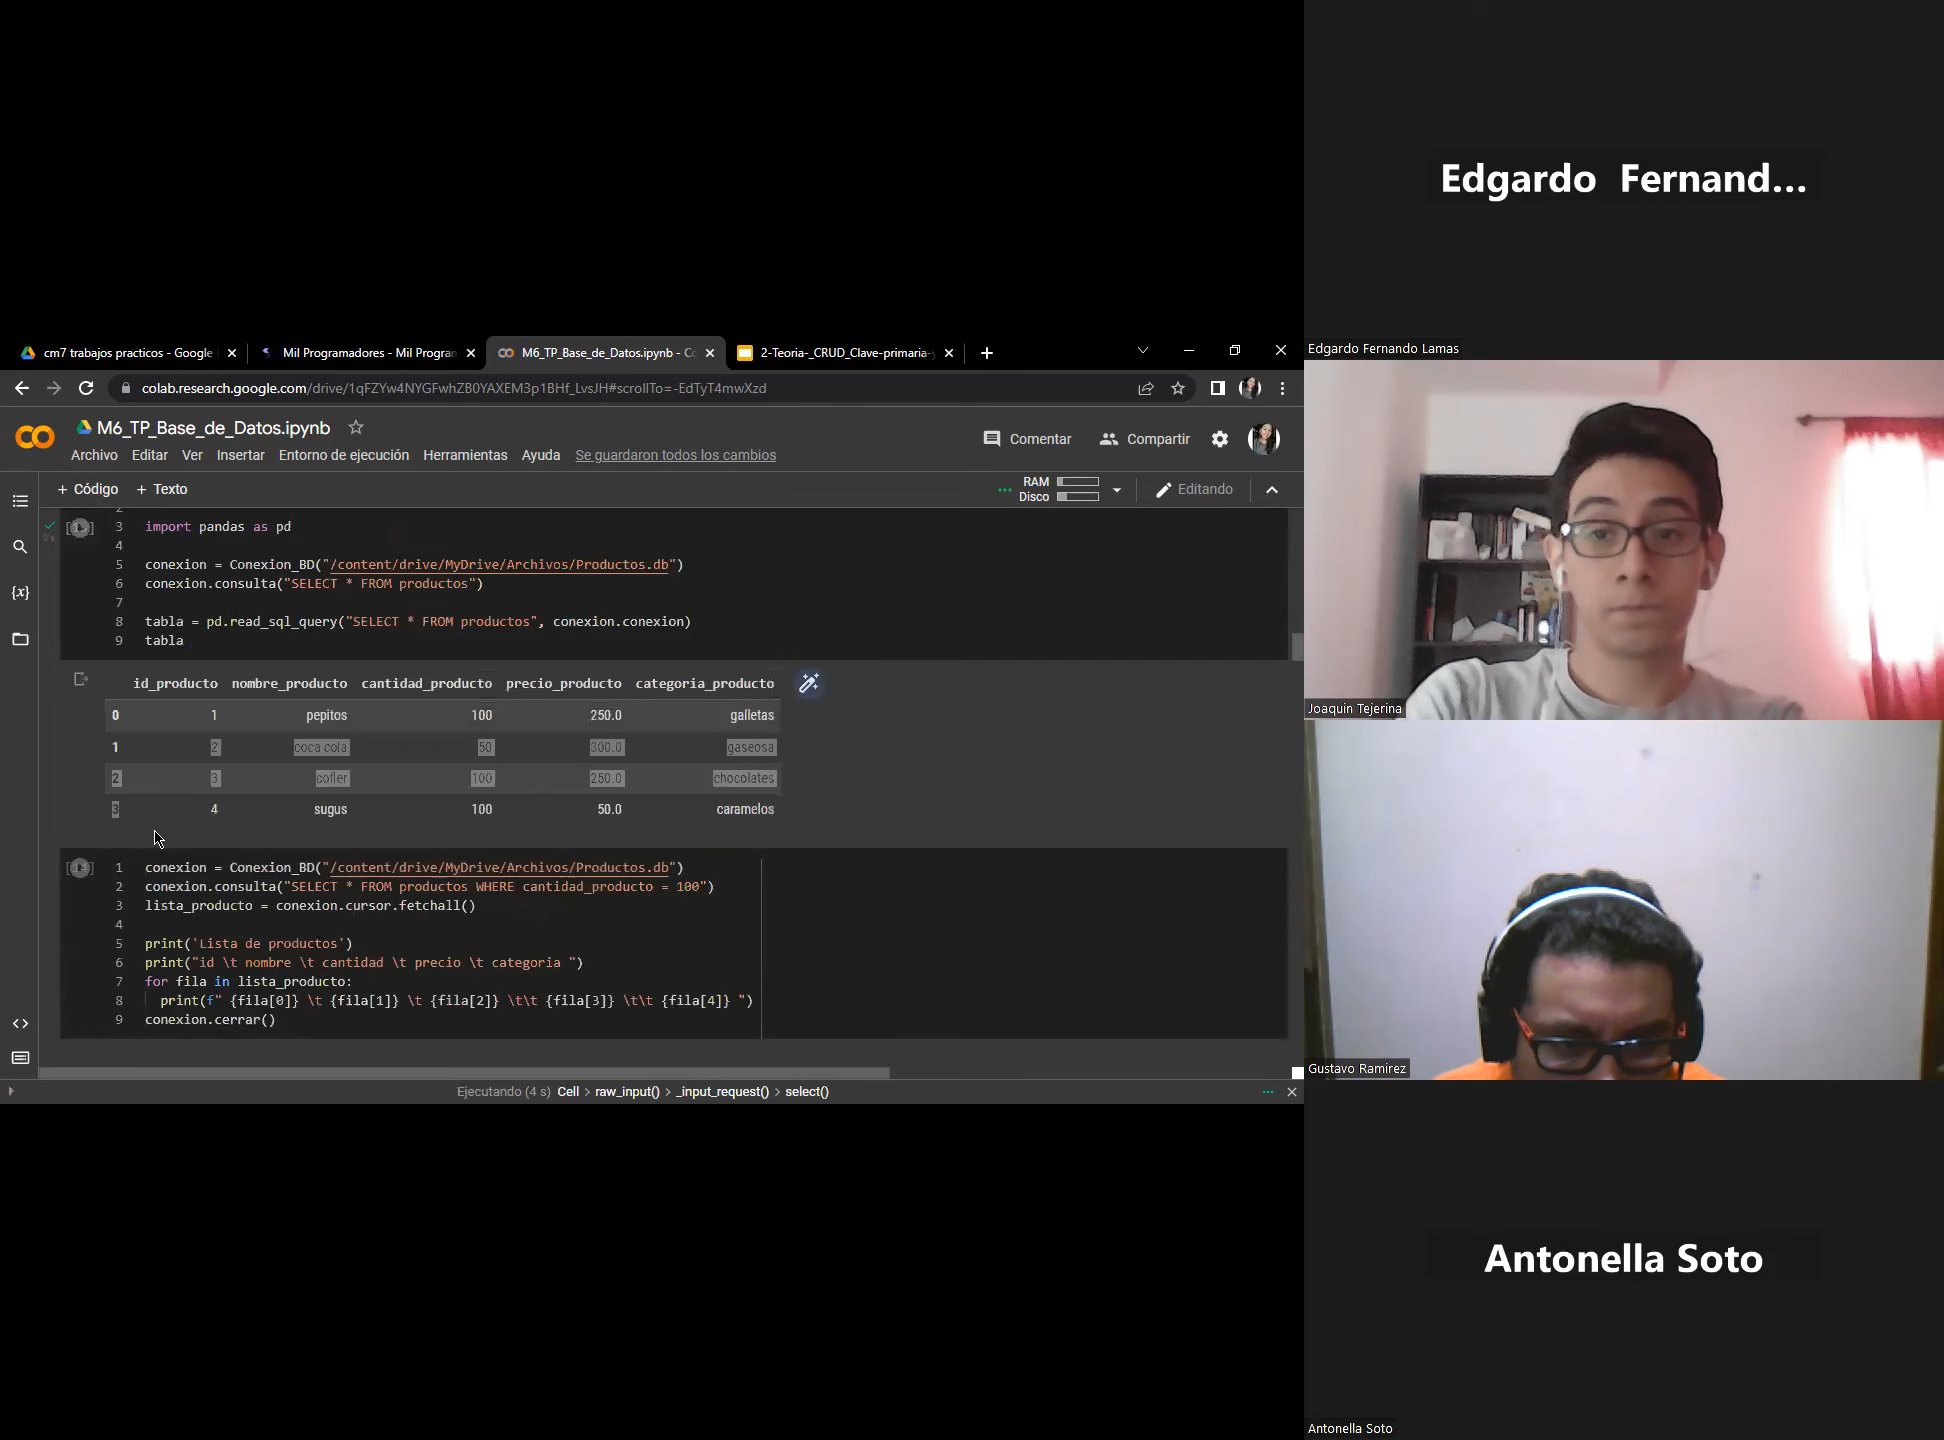 cm7 trabajos practicos - Google
Mil Programadores - Mil Program
M6_TP_Base_de_Datos.ipynb - Co
2-Teoria-_CRUD_Clave-primaria-
colab.research.google.com/drive/1qFZYw4NYGFwhZB0YAXEM3p1BHf_LvsJH#scrollTo=-EdTyT4mwXzd
M6_TP_Base_de_Datos.ipynb
Comentar
Compartir
Archivo Editar Ver Insertar Entorno de ejecución Herramientas Ayuda Se guardaron todos los cambios
+ Código + Texto
RAM
Disco
Editando
2
3 import pandas as pd
4
5 conexion = Conexion_BD("/content/drive/MyDrive/Archivos/Productos.db")
6 conexion.consulta("SELECT * FROM productos")
7
8 tabla = pd.read_sql_query("SELECT * FROM productos", conexion.conexion)
9 tabla
id_producto nombre_producto cantidad_producto precio_producto categoria_producto
0 1 pepitos 100 250.0 galletas
1 2 coca cola 50 300.0 gaseosa
2 3 cofler 100 250.0 chocolates
3 4 sugus 100 50.0 caramelos
[14]
1 conexion = Conexion_BD("/content/drive/MyDrive/Archivos/Productos.db")
2 conexion.consulta("SELECT * FROM productos WHERE cantidad_producto = 100")
3 lista_producto = conexion.cursor.fetchall()
4
5 print('Lista de productos')
6 print("id \t nombre \t cantidad \t precio \t categoria ")
7 for fila in lista_producto:
8 print(f" {fila[0]} \t {fila[1]} \t {fila[2]} \t\t {fila[3]} \t\t {fila[4]} ")
9 conexion.cerrar()
Ejecutando (4 s) Cell > raw_input() > _input_request() > select()
Edgardo Fernand...
Edgardo Fernando Lamas
Joaquin Tejerina
Gustavo Ramirez
Antonella Soto
Antonella Soto